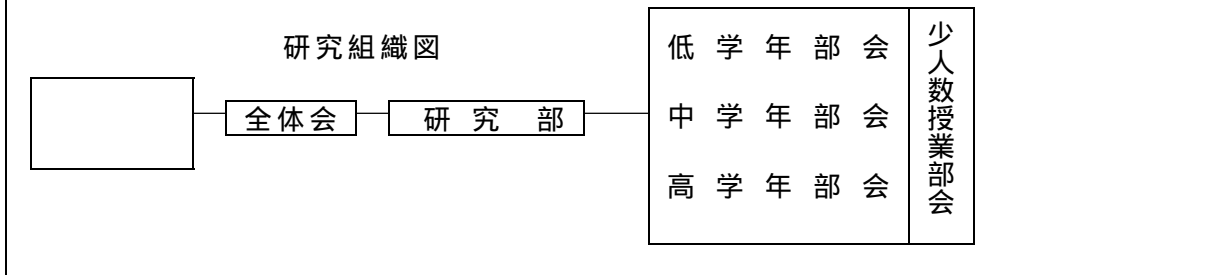 研究組織図
全体会
研究 部
低学年部会
中学年部会
高学年部会
少人数授業部会